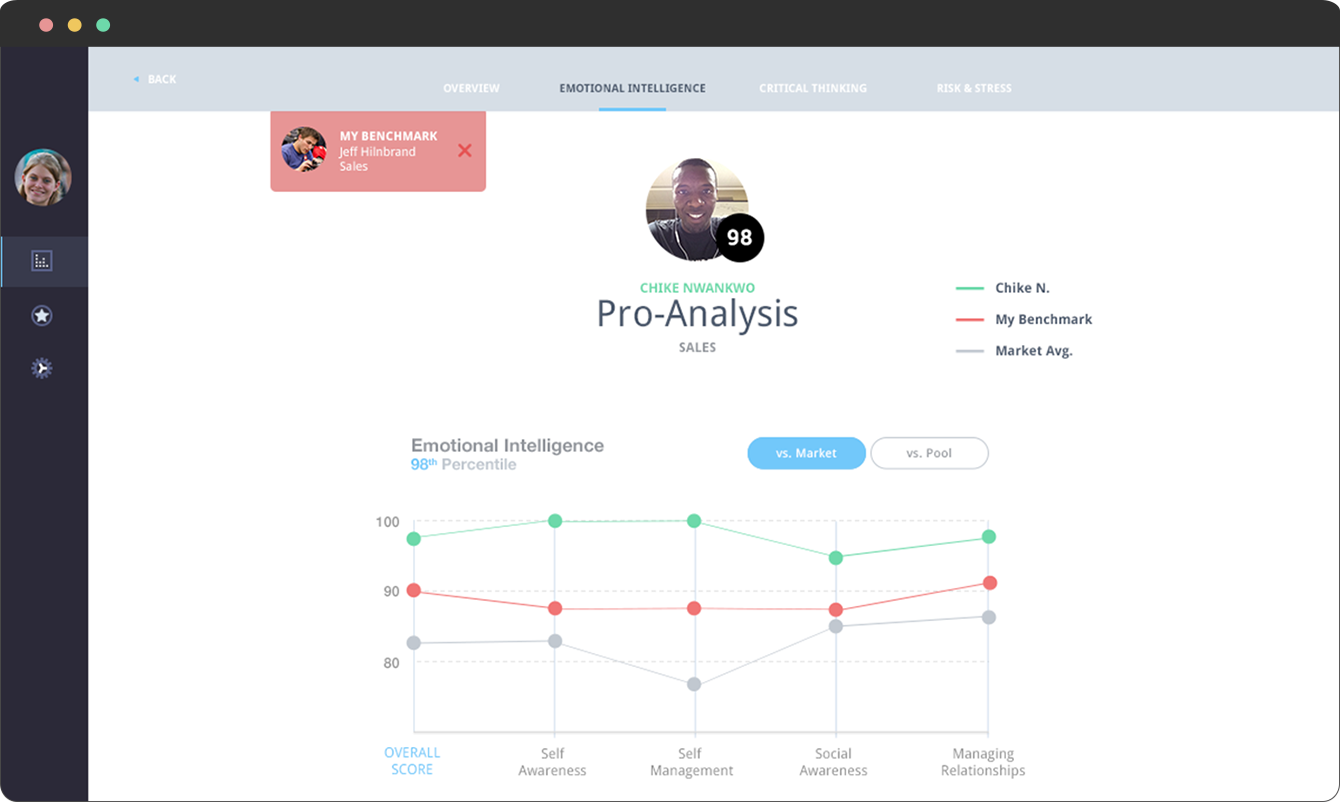 BACK
OVERVIEW
EMOTIONAL INTELLIGENCE
CRITICAL THINKING
RISK & STRESS
MY BENCHMARK
Jeff Hilnbrand
Sales
98
CHIKE NWANKWO
Pro-Analysis
SALES
Chike N.
My Benchmark
Market Avg.
Emotional Intelligence
98th Percentile
vs. Market
vs. Pool
100
90
80
OVERALL
SCORE
Self
Awareness
Self
Management
Social
Awareness
Managing
Relationships